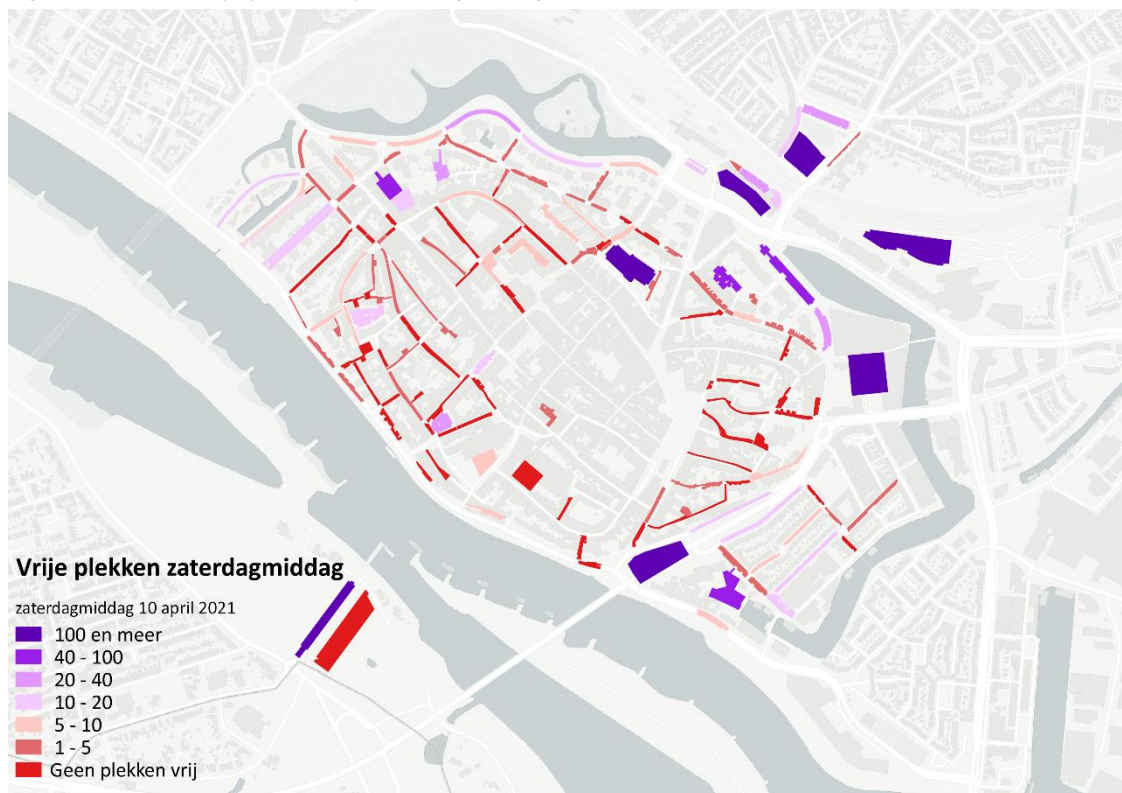 Vrije plekken zaterdagmiddag
zaterdagmiddag 10 april 2021
100 en meer
40 - 100
20 - 40
10 - 20
5 - 10
1 - 5
Geen plekken vrij